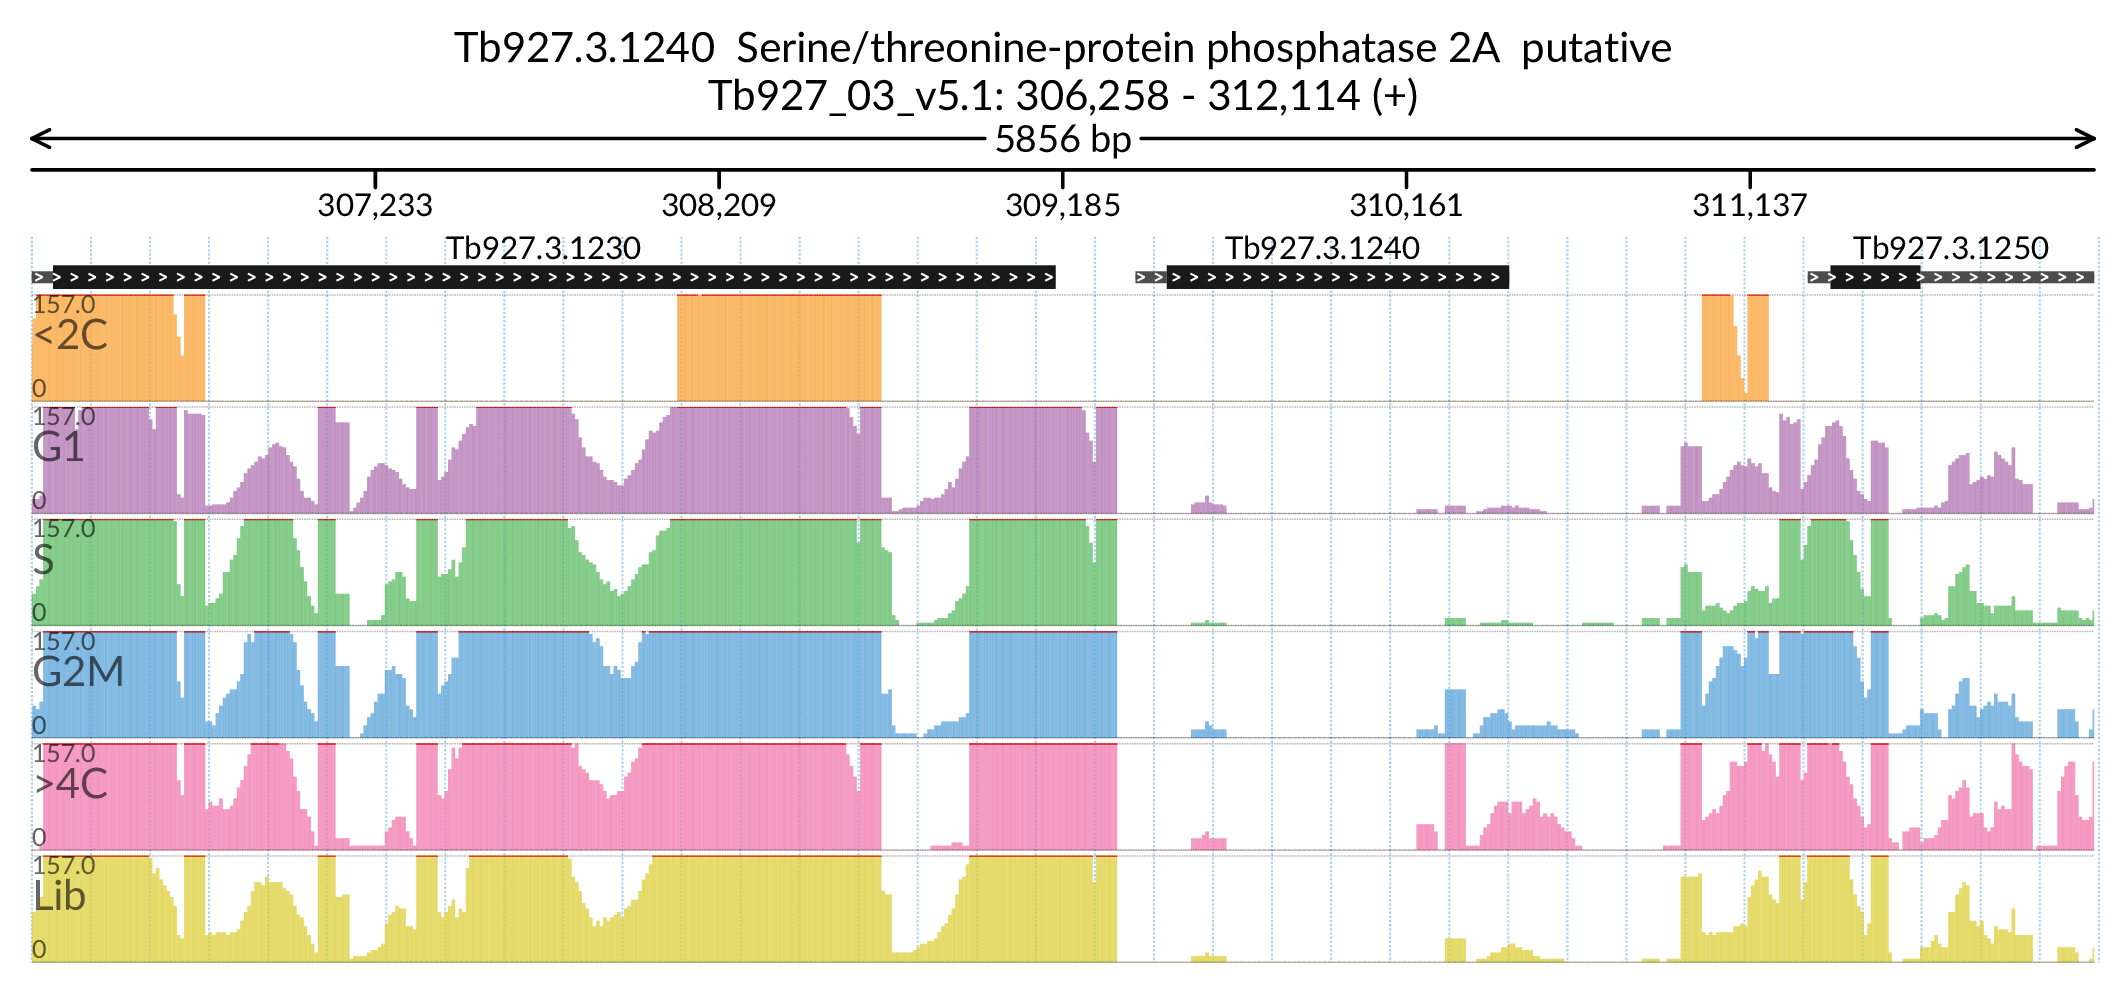 Tb927.3.1240  Serine/threonine-protein phosphatase 2A  putative
Tb927_03_v5.1: 306,258 - 312,114 (+)
5856 bp
307,233 308,209 309,185 310,161 311,137
Tb927.3.1230 Tb927.3.1240 Tb927.3.1250
157.0
<2C
0
157.0
G1
0
157.0
S
0
157.0
G2M
0
157.0
>4C
0
157.0
Lib
0